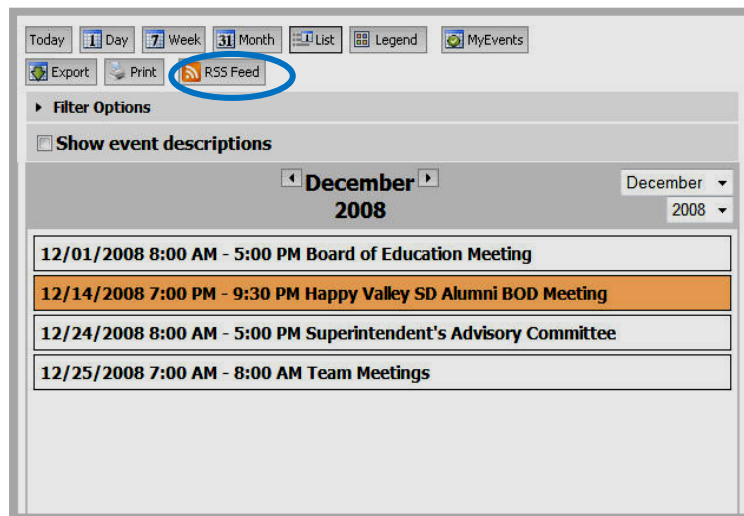 Today 1 Day 7 Week 31 Month List Legend MyEvents
Export Print RSS Feed
Filter Options
Show event descriptions
December
2008
December
2008
12/01/2008 8:00 AM - 5:00 PM Board of Education Meeting
12/14/2008 7:00 PM - 9:30 PM Happy Valley SD Alumni BOD Meeting
12/24/2008 8:00 AM - 5:00 PM Superintendent's Advisory Committee
12/25/2008 7:00 AM - 8:00 AM Team Meetings